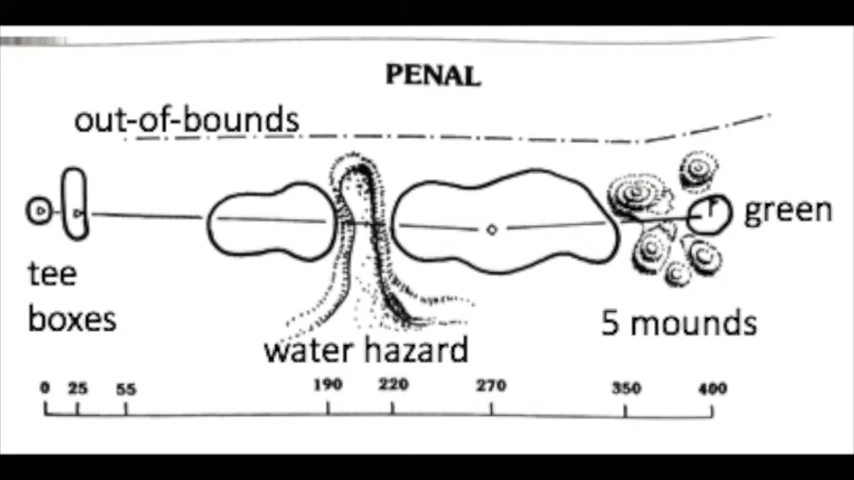 PENAL
out-of-bounds
green
tee
boxes
5 mounds
water hazard
0 25 55 190 220 270 350 400